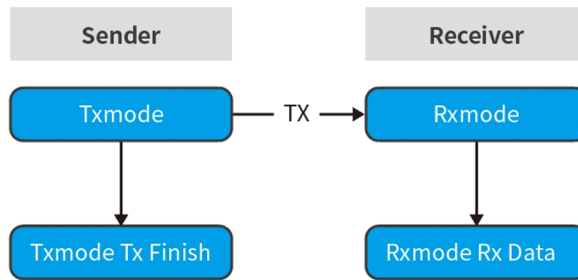 Sender
Receiver
Txmode
TX
Rxmode
Txmode Tx Finish
Rxmode Rx Data